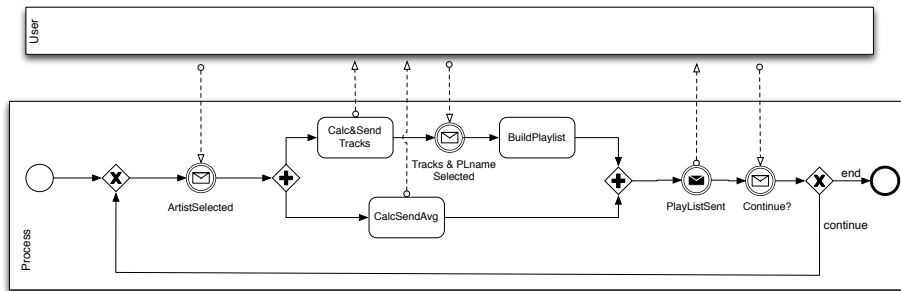 User
Calc&Send
Tracks
BuildPlaylist
Tracks & PLname
Selected
ArtistSelected
CalcSendAvg
PlayListSent
Continue?
end
continue
Process